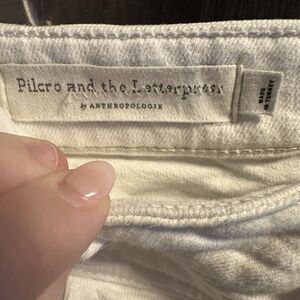 Pilcro and the Letterpress
by ANTHROPOLOGIE
MADE
IN TURKEY